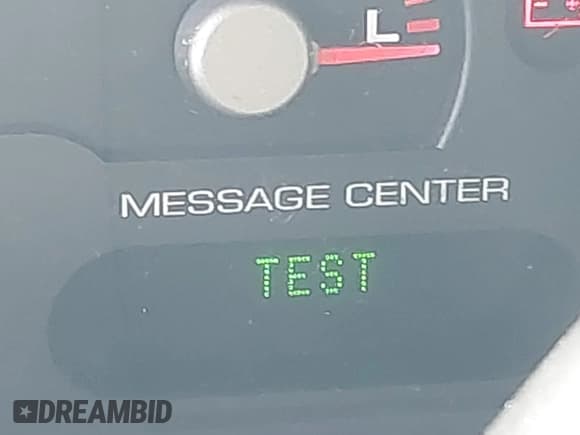 L
MESSAGE CENTER
TEST
DREAMBID